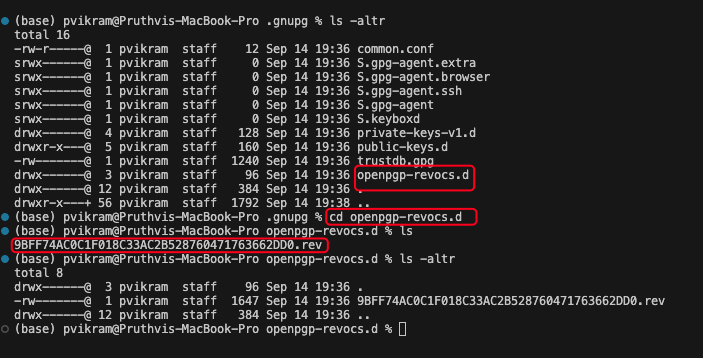 (base) pvikram@Pruthvis-MacBook-Pro .gnupg % ls -altr
total 16
-rw-r-----@  1 pvikram  staff    12 Sep 14 19:36 common.conf
srwx------@  1 pvikram  staff     0 Sep 14 19:36 S.gpg-agent.extra
srwx------@  1 pvikram  staff     0 Sep 14 19:36 S.gpg-agent.browser
srwx------@  1 pvikram  staff     0 Sep 14 19:36 S.gpg-agent.ssh
srwx------@  1 pvikram  staff     0 Sep 14 19:36 S.gpg-agent
srwx------@  1 pvikram  staff     0 Sep 14 19:36 S.keyboxd
drwx------@  4 pvikram  staff   128 Sep 14 19:36 private-keys-v1.d
drwxr-x---@  5 pvikram  staff   160 Sep 14 19:36 public-keys.d
-rw-------@  1 pvikram  staff  1240 Sep 14 19:36 trustdb.gpg
drwx------@  3 pvikram  staff    96 Sep 14 19:36 openpgp-revocs.d
drwx------@ 12 pvikram  staff   384 Sep 14 19:36 .
drwxr-x---+ 56 pvikram  staff  1792 Sep 14 19:38 ..
(base) pvikram@Pruthvis-MacBook-Pro .gnupg % cd openpgp-revocs.d
(base) pvikram@Pruthvis-MacBook-Pro openpgp-revocs.d % ls
9BFF74AC0C1F018C33AC2B528760471763662DD0.rev
(base) pvikram@Pruthvis-MacBook-Pro openpgp-revocs.d % ls -altr
total 8
drwx------@  3 pvikram  staff    96 Sep 14 19:36 .
-rw-------@  1 pvikram  staff  1647 Sep 14 19:36 9BFF74AC0C1F018C33AC2B528760471763662DD0.rev
drwx------@ 12 pvikram  staff   384 Sep 14 19:36 ..
(base) pvikram@Pruthvis-MacBook-Pro openpgp-revocs.d %